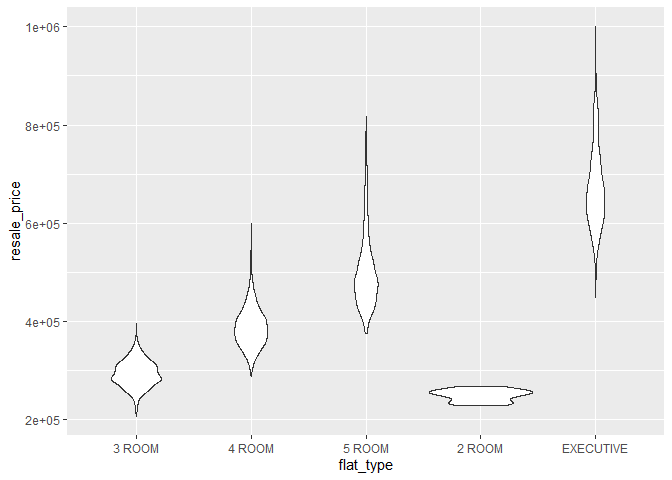 1e+06
8e+05
6e+05
4e+05
2e+05
resale_price
3 ROOM
4 ROOM
5 ROOM
2 ROOM
EXECUTIVE
flat_type